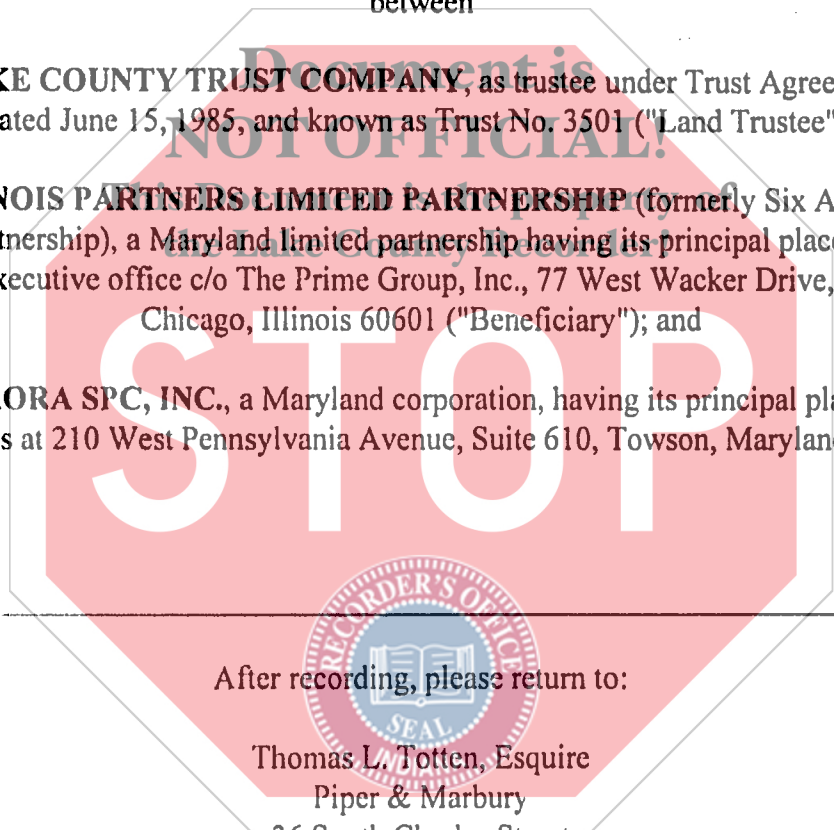 between
Document is
KE COUNTY TRUST COMPANY, as trustee under Trust Agree
ated June 15, 1985, and known as Trust No. 3501 ("Land Trustee"
NOT OFFICIAL!
This Document is the property of
NOIS PARTNERS LIMITED PARTNERSHIP (formerly Six A
tnership), a Maryland limited partnership having its principal place
the Lake County Recorder!
xecutive office c/o The Prime Group, Inc., 77 West Wacker Drive,
Chicago, Illinois 60601 ("Beneficiary"); and
STOP
ORA SPC, INC., a Maryland corporation, having its principal pla
s at 210 West Pennsylvania Avenue, Suite 610, Towson, Marylan
RECORDER'S OFFICE
After recording, please return to:
SEAL
INDIANA
Thomas L. Totten, Esquire
Piper & Marbury
36 South Charles Street